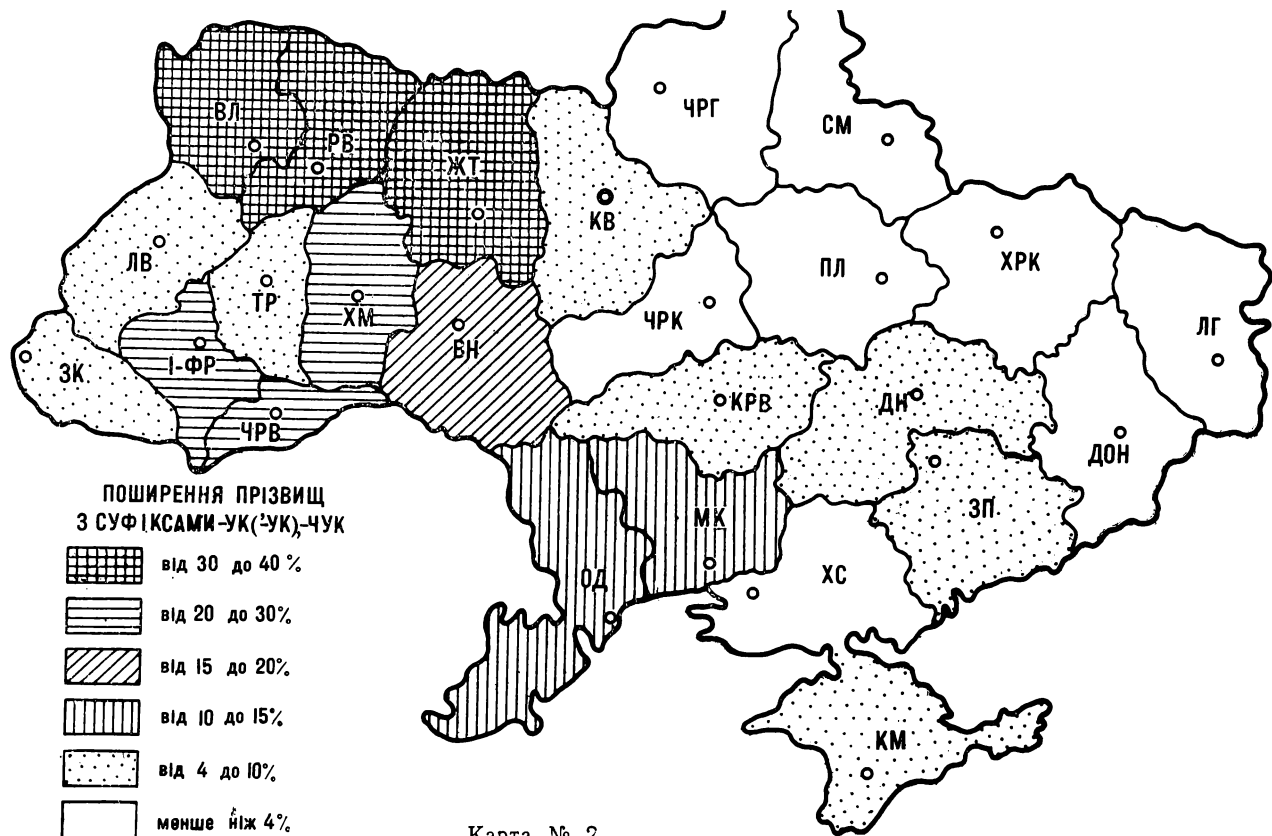 ЧРГ
СМ
ВЛ
РВ
ЖТ
КВ
ЛВ
ТР
ХМ
ЧРК
ПЛ
ХРК
ЛГ
ЗК
І-ФР
ЧРВ
ВН
КРВ
ДН
ДОН
ЗП
МК
ОД
ХС
КМ
ПОШИРЕННЯ ПРІЗВИЩ
З СУФІКСАМИ-УК(-УК),-ЧУК
від 30 до 40 %
від 20 до 30%
від 15 до 20%
від 10 до 15%
від 4 до 10%
менше ніж 4%
Карта № 2